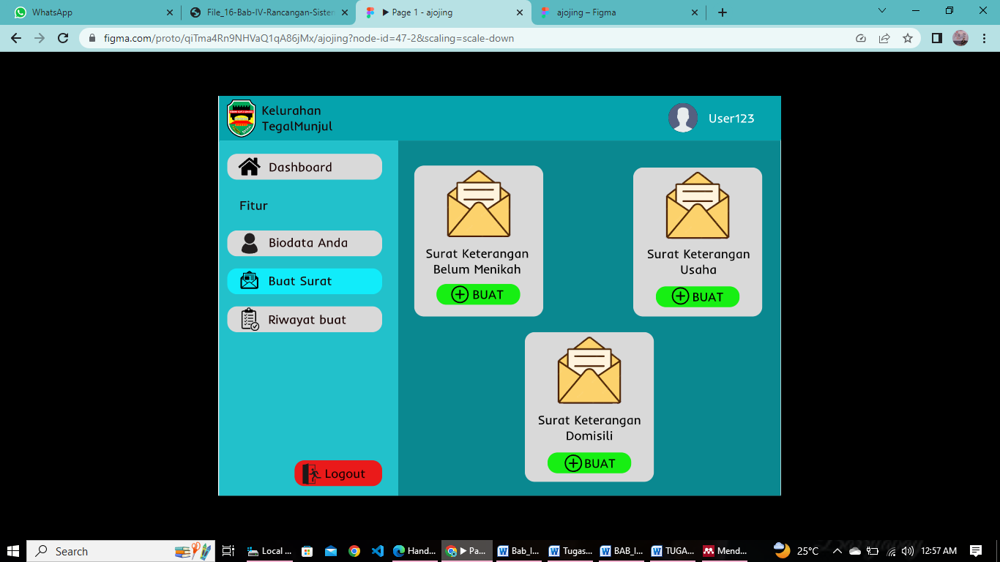 WhatsApp
File_16-Bab-IV-Rancangan-Sistem
▶ Page 1 - ajojing
ajojing – Figma
figma.com/proto/qiTma4Rn9NHVaQ1qA86jMx/ajojing?node-id=47-2&scaling=scale-down
Kelurahan
TegalMunjul
User123
Dashboard
Fitur
Biodata Anda
Buat Surat
Riwayat buat
Logout
Surat Keterangan
Belum Menikah
BUAT
Surat Keterangan
Usaha
BUAT
Surat Keterangan
Domisili
BUAT
Search
Local ...
Hand...
▶ Pa...
Bab_I...
Tugas...
BAB_I...
TUGA...
Mend...
25°C
12:57 AM